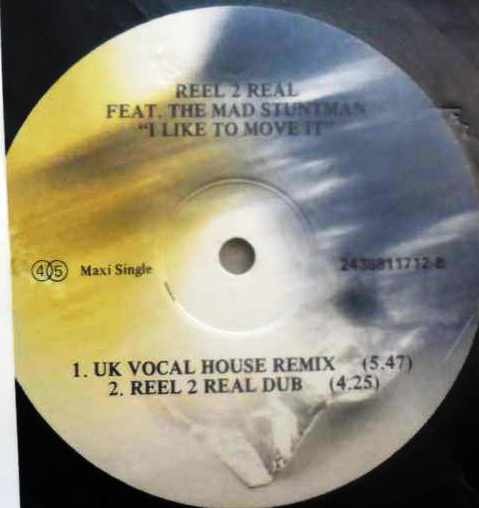 REEL 2 REAL
FEAT. THE MAD STUNTMAN
"I LIKE TO MOVE IT"
45 Maxi Single
2438811712-B
1. UK VOCAL HOUSE REMIX (5.47)
2. REEL 2 REAL DUB (4.25)